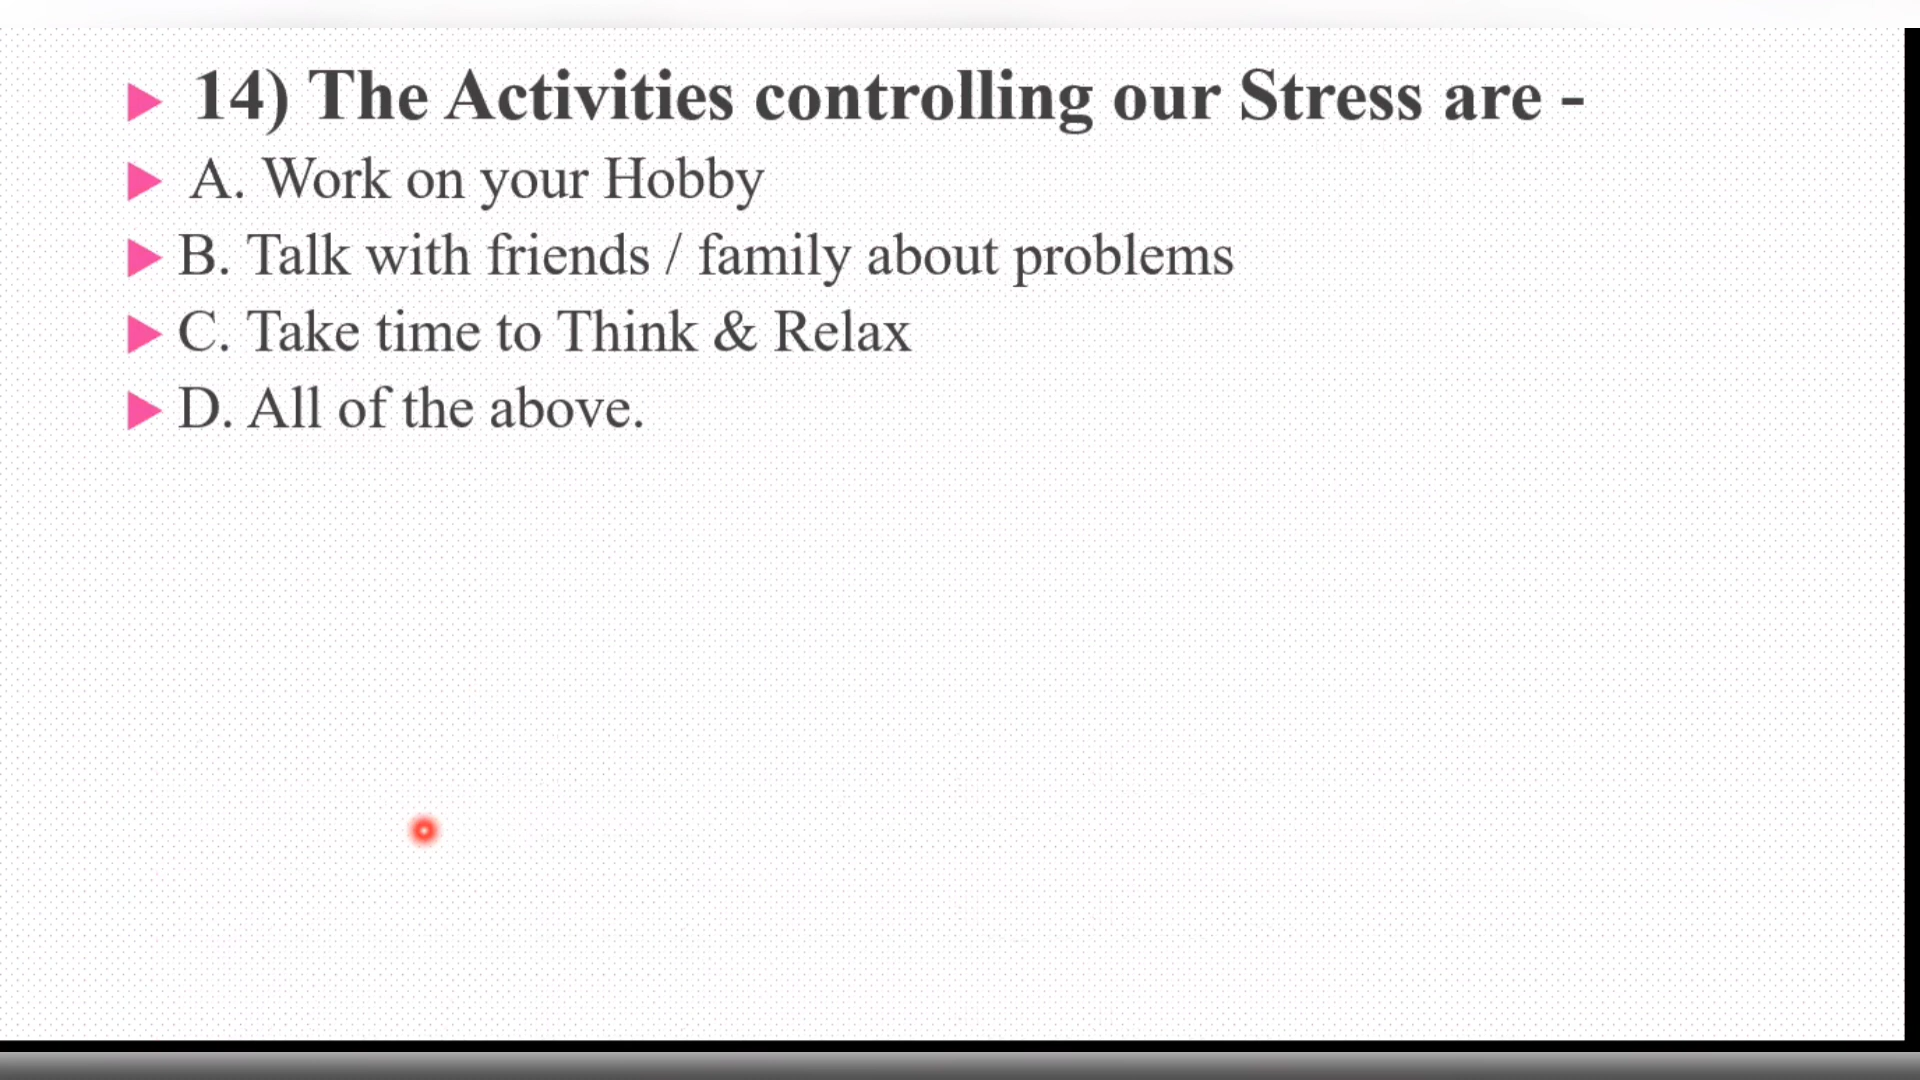 14) The Activities controlling our Stress are -
A. Work on your Hobby
B. Talk with friends / family about problems
C. Take time to Think & Relax
D. All of the above.